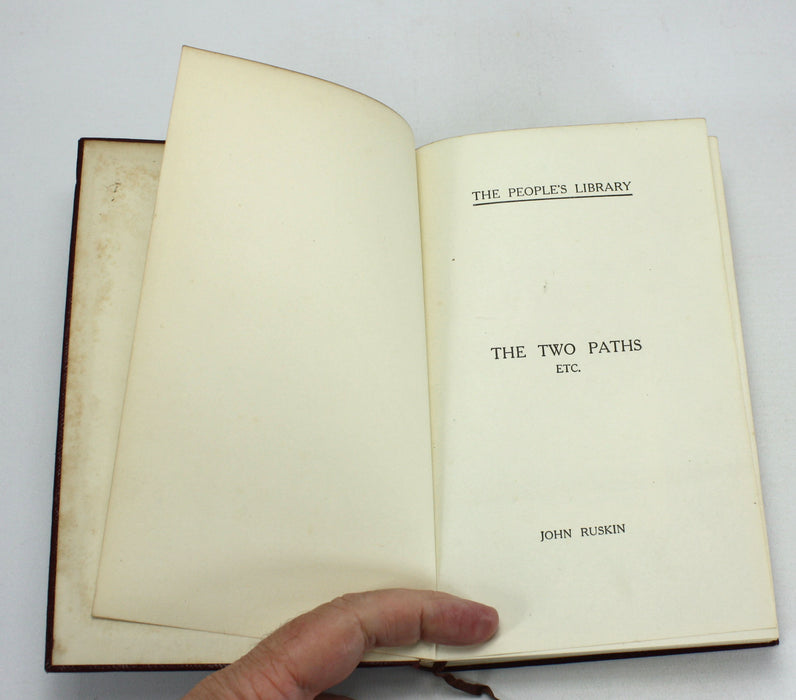 THE PEOPLE'S LIBRARY
THE TWO PATHS
ETC.
JOHN RUSKIN